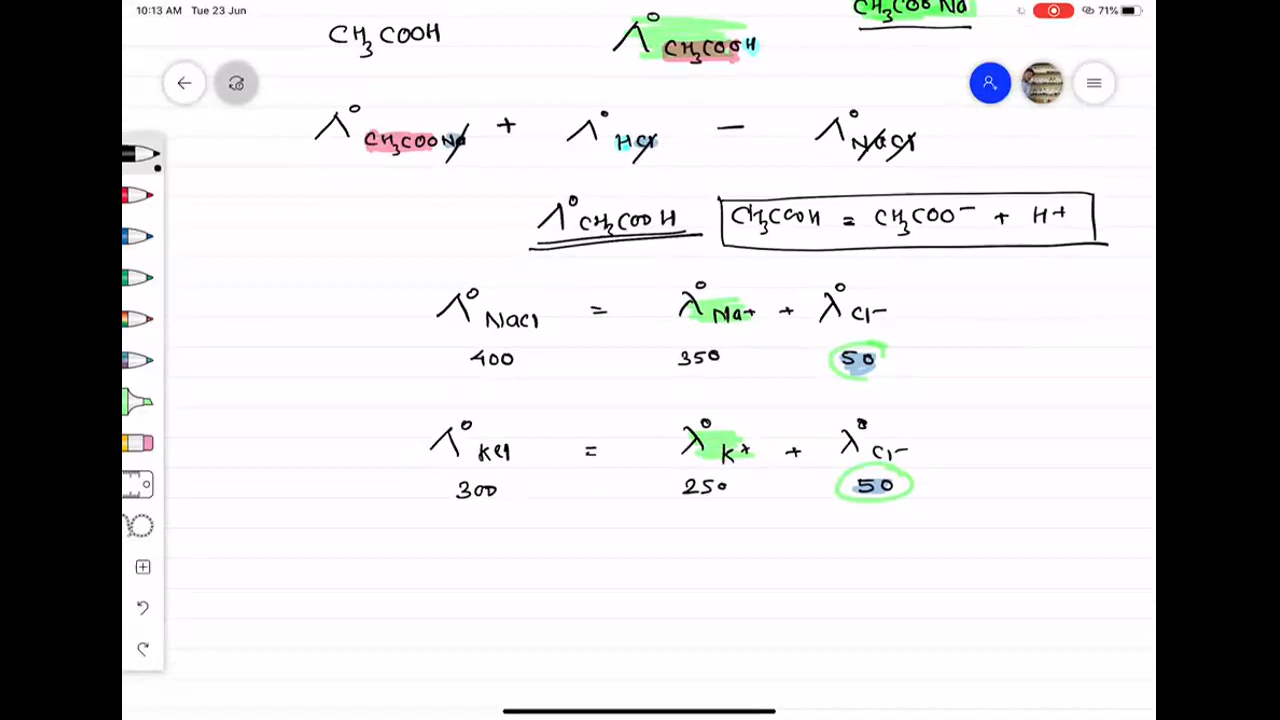 10:13 AM Tue 23 Jun
71%
CH₃COONa
CH₃COOH Λ° CH₃COOH
Λ° CH₃COONa + Λ° HCl − Λ° NaCl
Λ° CH₃COOH CH₃COOH = CH₃COO⁻ + H⁺
Λ° NaCl = λ° Na+ + λ° Cl−
400 350 50
Λ° KCl = λ° K+ + λ° Cl−
300 250 50